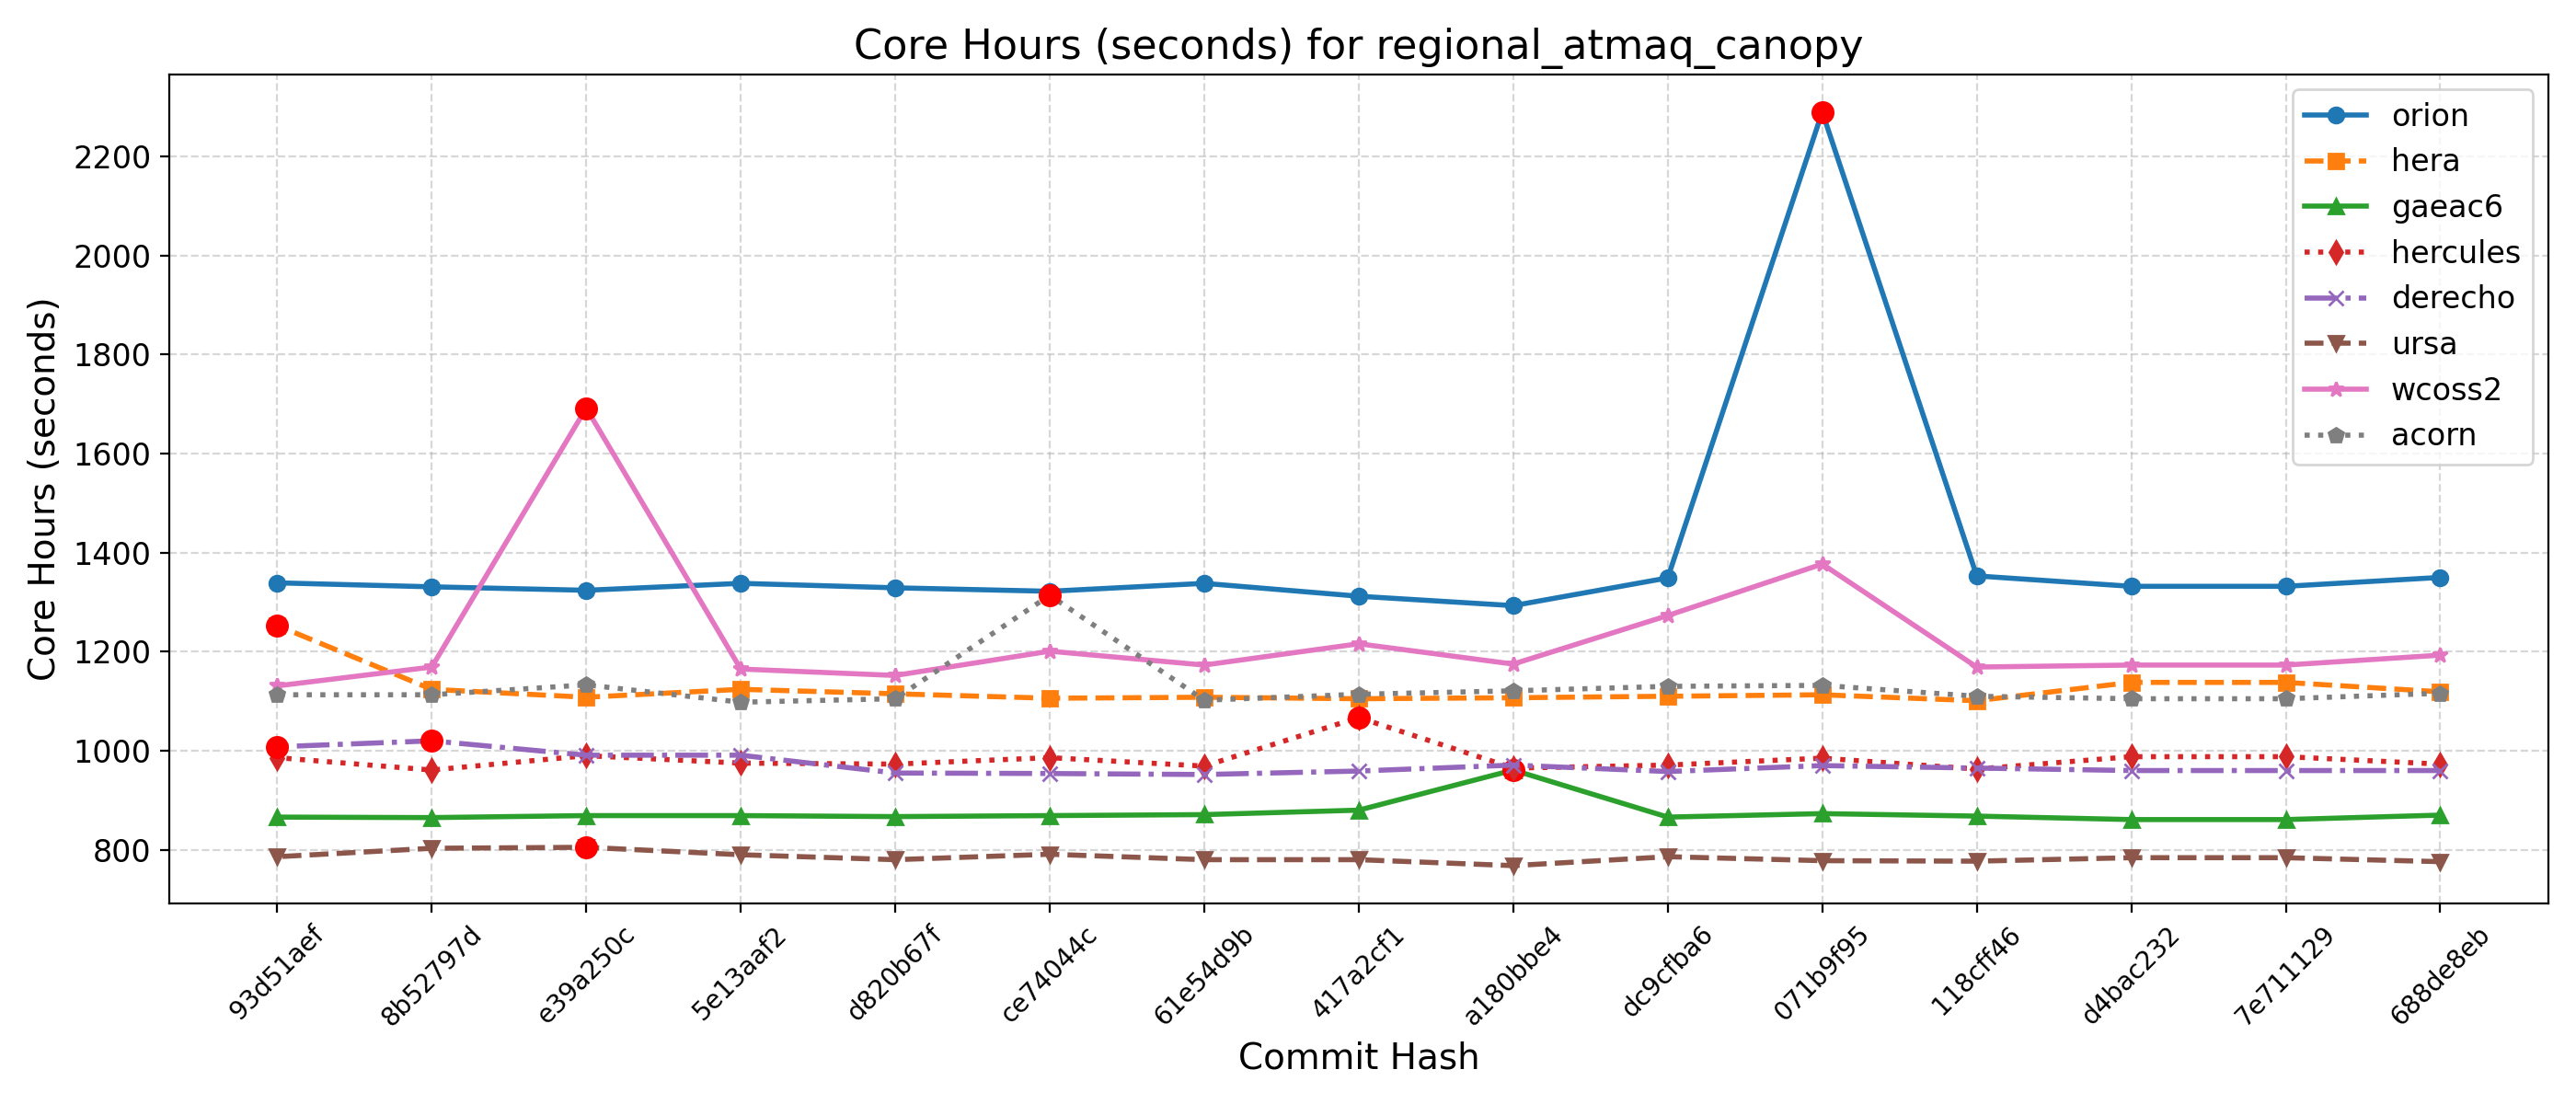 Core Hours (seconds) for regional_atmaq_canopy
Core Hours (seconds)
2200
2000
1800
1600
1400
1200
1000
800
orion
hera
gaeac6
hercules
derecho
ursa
wcoss2
acorn
93d51aef
8b52797d
e39a250c
5e13aaf2
d820b67f
ce74044c
61e54d9b
417a2cf1
a180bbe4
dc9cfba6
071b9f95
118cff46
d4bac232
7e711129
688de8eb
Commit Hash